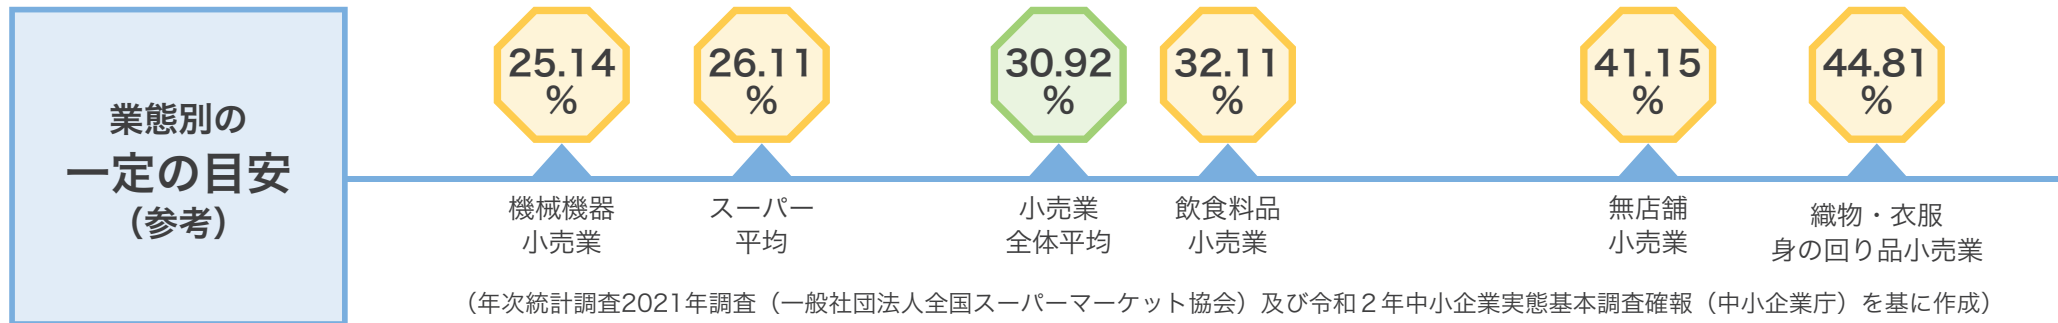 業態別の
一定の目安
（参考）
25.14
%
26.11
%
30.92
%
32.11
%
41.15
%
44.81
%
機械機器
小売業
スーパー
平均
小売業
全体平均
飲食料品
小売業
無店舗
小売業
織物・衣服
身の回り品小売業
（年次統計調査2021年調査（一般社団法人全国スーパーマーケット協会）及び令和２年中小企業実態基本調査確報（中小企業庁）を基に作成）